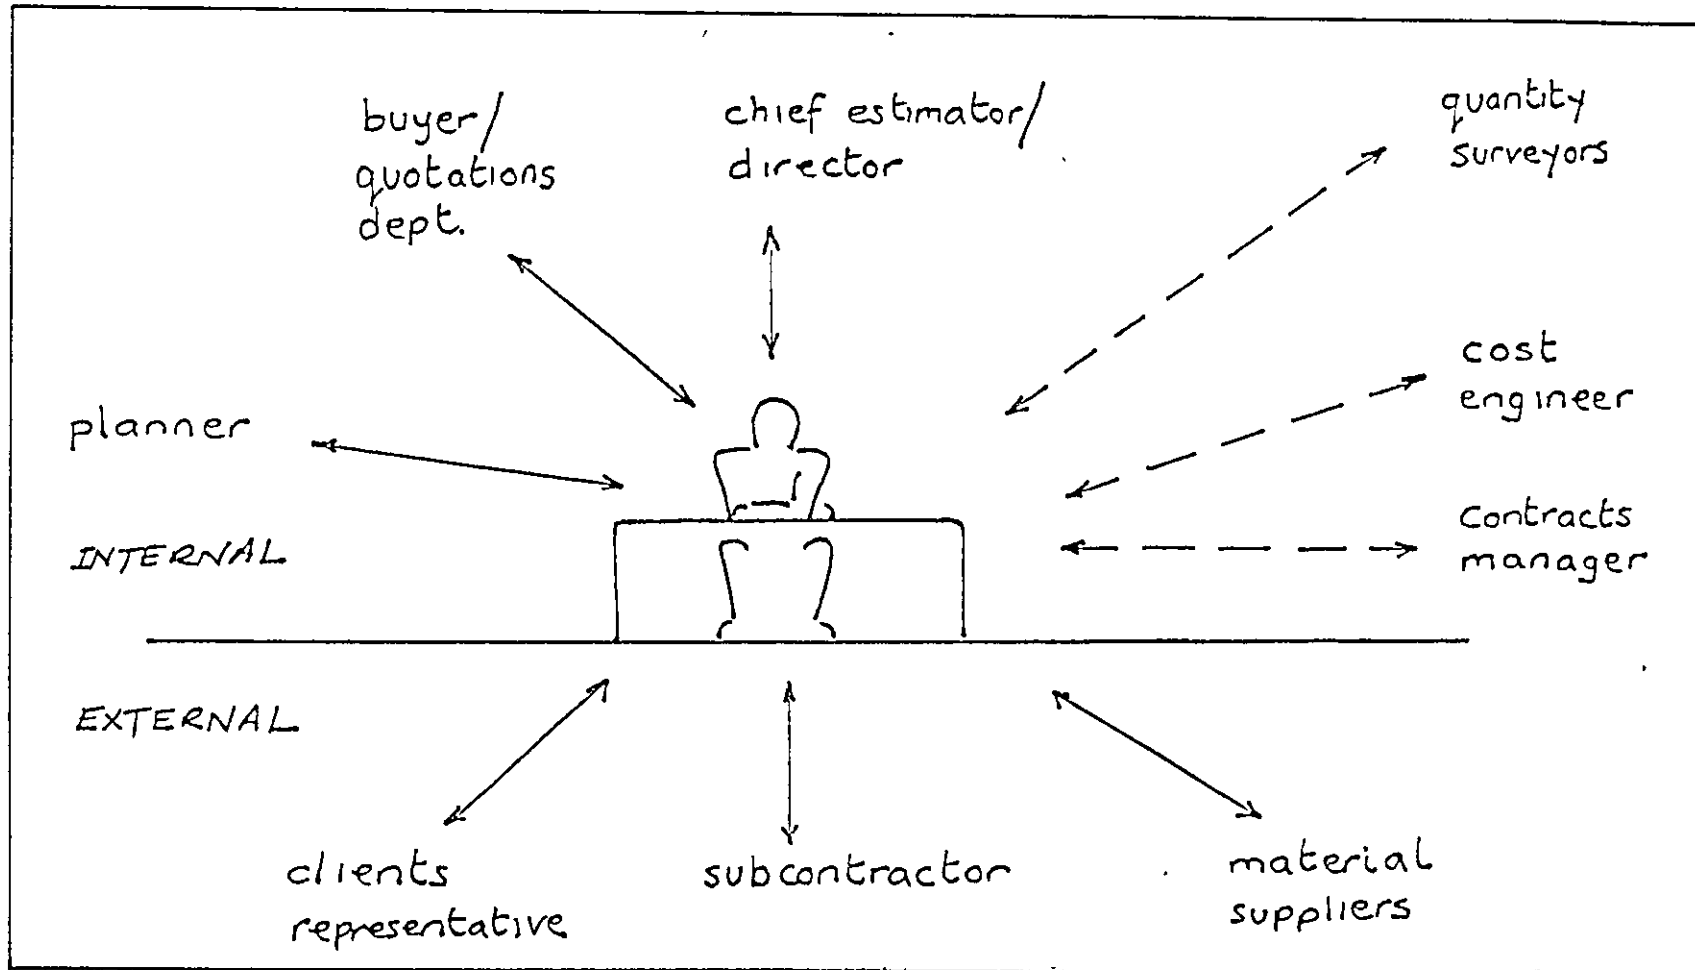 buyer/
quotations
dept.
chief estimator/
director
quantity
surveyors
cost
engineer
planner
contracts
manager
INTERNAL
EXTERNAL
clients
representative
subcontractor
material
suppliers